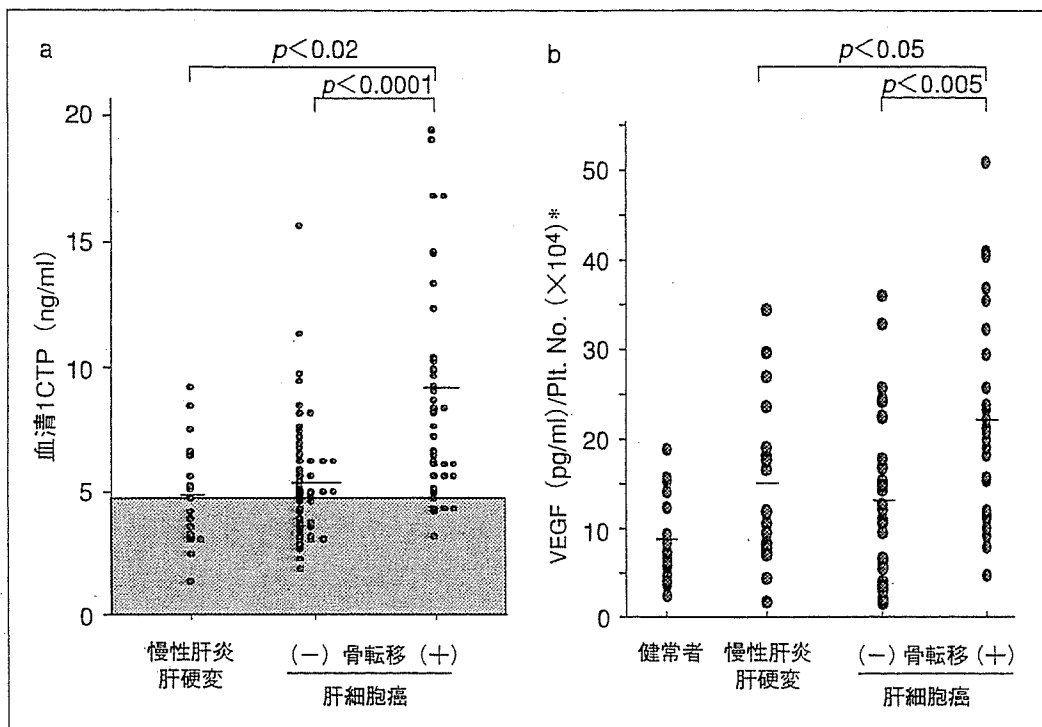 a
p<0.02
p<0.0001
血清1CTP (ng/ml)
20
15
10
5
0
慢性肝炎
肝硬変
(−) 骨転移 (+)
肝細胞癌
b
p<0.05
p<0.005
VEGF (pg/ml)/Plt. No. (×10⁴)*
50
40
30
20
10
0
健常者
慢性肝炎
肝硬変
(−) 骨転移 (+)
肝細胞癌